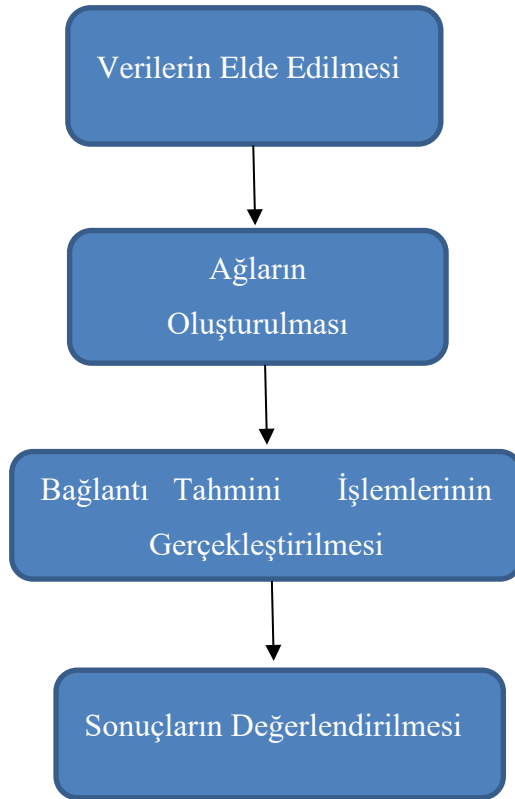 Verilerin Elde Edilmesi
Ağların
Oluşturulması
Bağlantı Tahmini İşlemlerinin
Gerçekleştirilmesi
Sonuçların Değerlendirilmesi